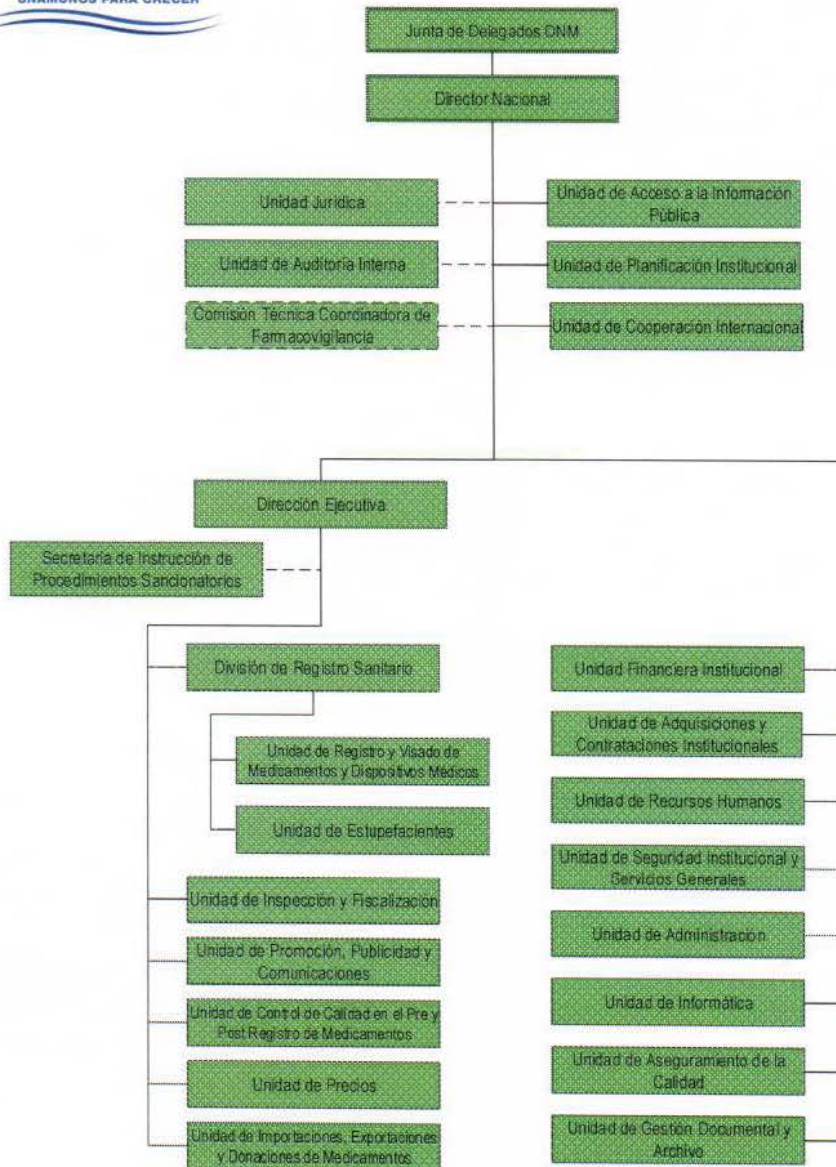 UNÁMONOS PARA CRECER
Junta de Delegados DNM
Director Nacional
Unidad Jurídica
Unidad de Acceso a la Información
Pública
Unidad de Auditoría Interna
Unidad de Planificación Institucional
Comisión Técnica Coordinadora de
Farmacovigilancia
Unidad de Cooperación Internacional
Dirección Ejecutiva
Secretaria de Instrucción de
Procedimientos Sancionatorios
División de Registro Sanitario
Unidad de Registro y Visado de
Medicamentos y Dispositivos Médicos
Unidad de Estupefacientes
Unidad de Inspección y Fiscalización
Unidad de Promoción, Publicidad y
Comunicaciones
Unidad de Control de Calidad en el Pre y
Post Registro de Medicamentos
Unidad de Precios
Unidad de Importaciones, Exportaciones
y Donaciones de Medicamentos
Unidad Financiera Institucional
Unidad de Adquisiciones y
Contrataciones Institucionales
Unidad de Recursos Humanos
Unidad de Seguridad Institucional y
Servicios Generales
Unidad de Administración
Unidad de Informática
Unidad de Aseguramiento de la
Calidad
Unidad de Gestión Documental y
Archivo